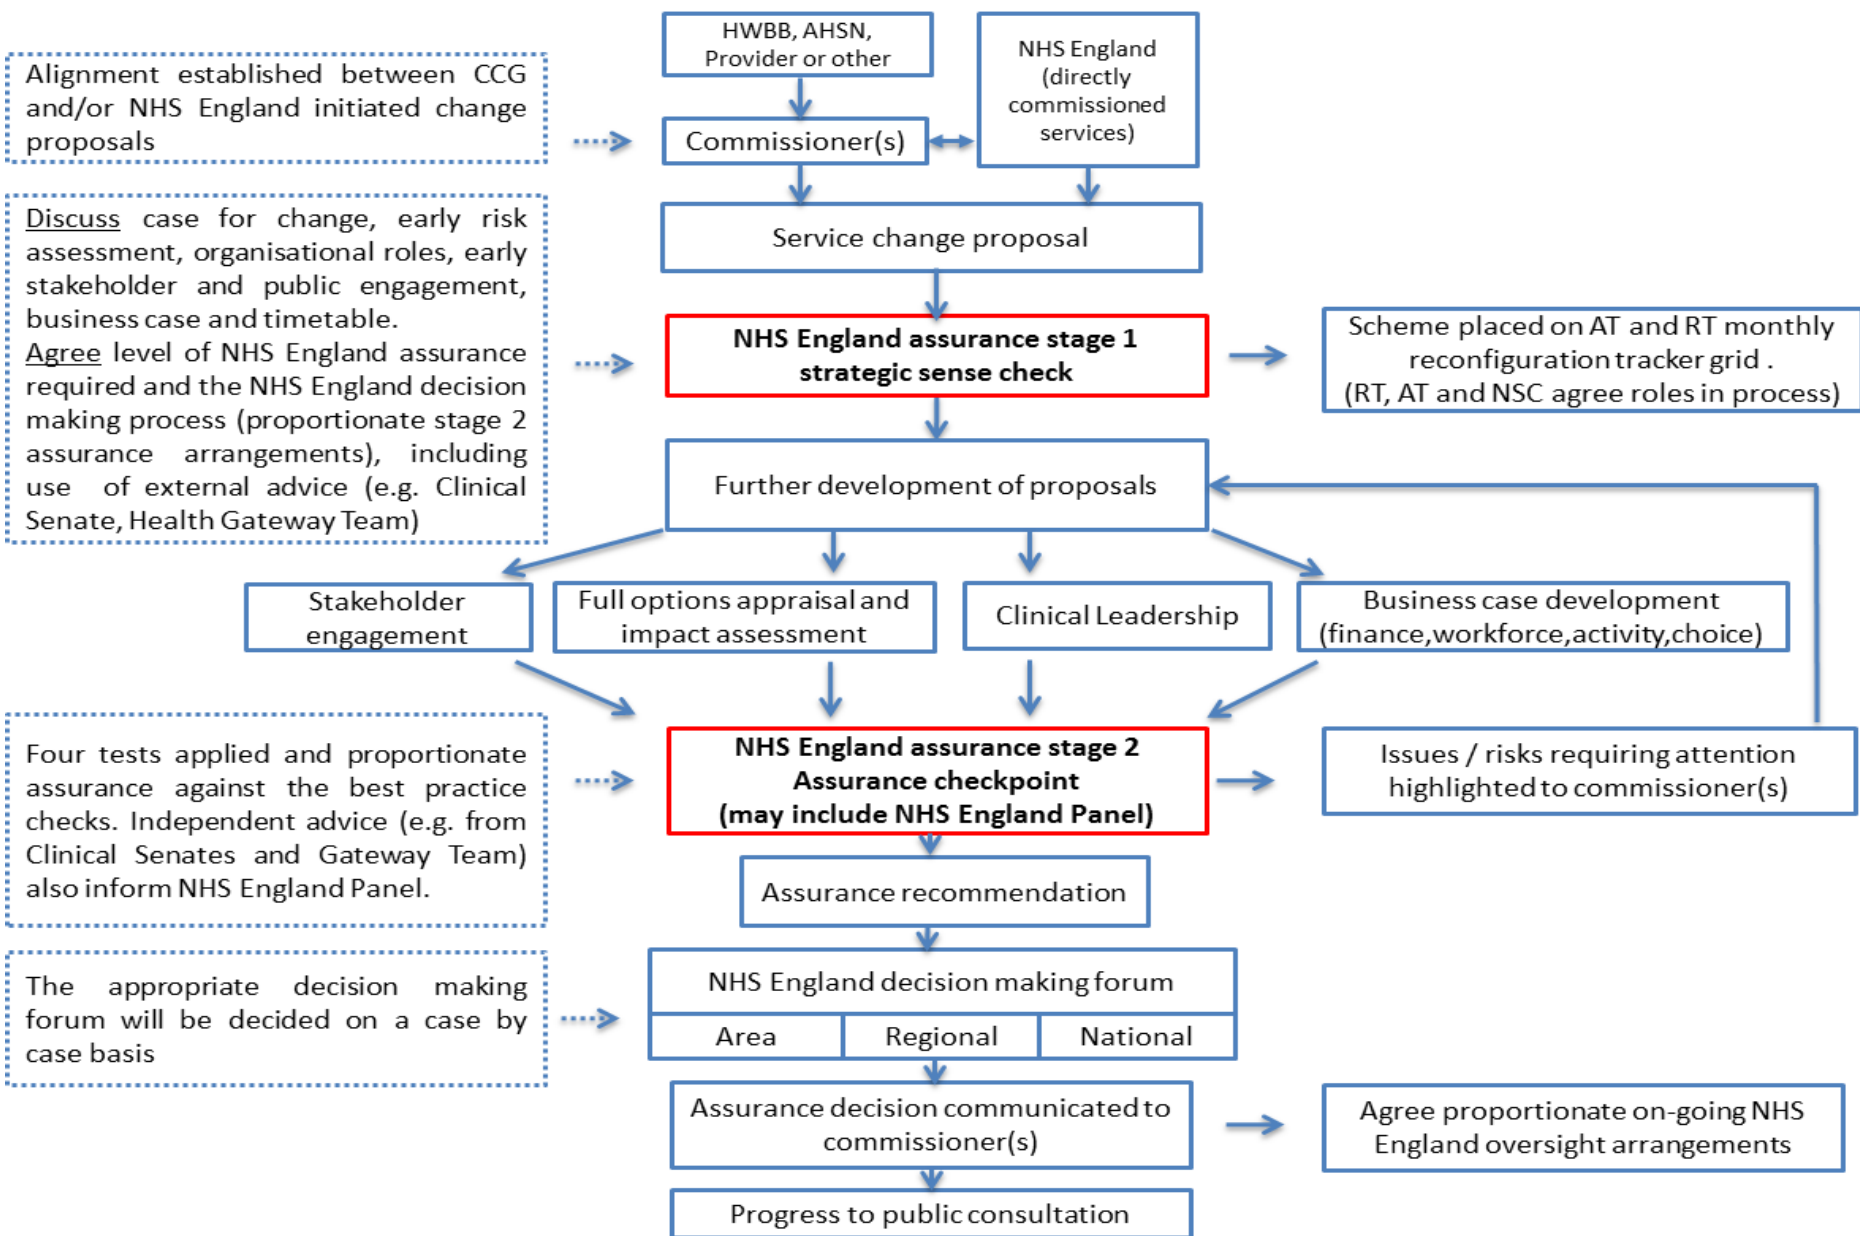 HWBB, AHSN,
Provider or other
NHS England
(directly
commissioned
services)
Alignment established between CCG
and/or NHS England initiated change
proposals
Commissioner(s)
Discuss case for change, early risk
assessment, organisational roles, early
stakeholder and public engagement,
business case and timetable.
Agree level of NHS England assurance
required and the NHS England decision
making process (proportionate stage 2
assurance arrangements), including
use of external advice (e.g. Clinical
Senate, Health Gateway Team)
Service change proposal
NHS England assurance stage 1
strategic sense check
Scheme placed on AT and RT monthly
reconfiguration tracker grid .
(RT, AT and NSC agree roles in process)
Further development of proposals
Stakeholder
engagement
Full options appraisal and
impact assessment
Clinical Leadership
Business case development
(finance,workforce,activity,choice)
Four tests applied and proportionate
assurance against the best practice
checks. Independent advice (e.g. from
Clinical Senates and Gateway Team)
also inform NHS England Panel.
NHS England assurance stage 2
Assurance checkpoint
(may include NHS England Panel)
Issues / risks requiring attention
highlighted to commissioner(s)
Assurance recommendation
The appropriate decision making
forum will be decided on a case by
case basis
NHS England decision making forum
Area
Regional
National
Assurance decision communicated to
commissioner(s)
Agree proportionate on-going NHS
England oversight arrangements
Progress to public consultation